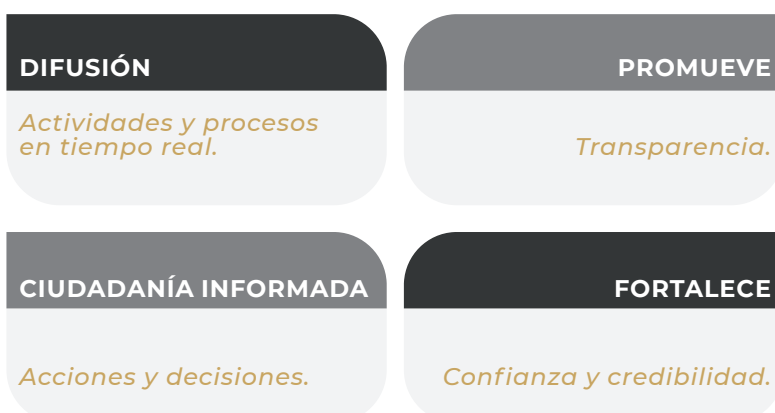 DIFUSIÓN
Actividades y procesos
en tiempo real.
PROMUEVE
Transparencia.
CIUDADANÍA INFORMADA
Acciones y decisiones.
FORTALECE
Confianza y credibilidad.